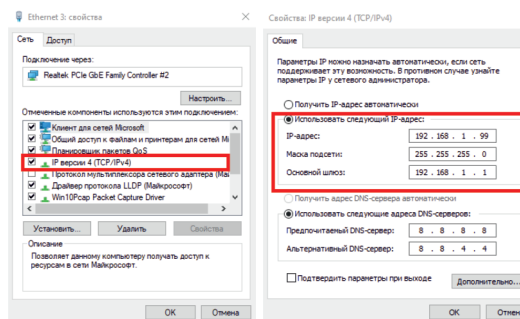 Ethernet 3: свойства
Сеть Доступ
Подключение через:
Realtek PCIe GbE Family Controller #2
Настроить...
Отмеченные компоненты используются этим подключением:
Клиент для сетей Microsoft
Общий доступ к файлам и принтерам для сетей Mi
Планировщик пакетов QoS
IP версии 4 (TCP/IPv4)
Протокол мультиплексора сетевого адаптера (Ма
Драйвер протокола LLDP (Майкрософт)
Win10Pcap Packet Capture Driver
Установить... Удалить Свойства
Описание
Позволяет данному компьютеру получать доступ к
ресурсам в сети Майкрософт.
ОК Отмена
Свойства: IP версии 4 (TCP/IPv4)
Общие
Параметры IP можно назначать автоматически, если сеть
поддерживает эту возможность. В противном случае узнайте
параметры IP у сетевого администратора.
Получить IP-адрес автоматически
Использовать следующий IP-адрес:
IP-адрес: 192 . 168 . 1 . 99
Маска подсети: 255 . 255 . 255 . 0
Основной шлюз: 192 . 168 . 1 . 1
Получить адрес DNS-сервера автоматически
Использовать следующие адреса DNS-серверов:
Предпочитаемый DNS-сервер: 8 . 8 . 8 . 8
Альтернативный DNS-сервер: 8 . 8 . 4 . 4
Подтвердить параметры при выходе Дополнительно...
ОК Отмен